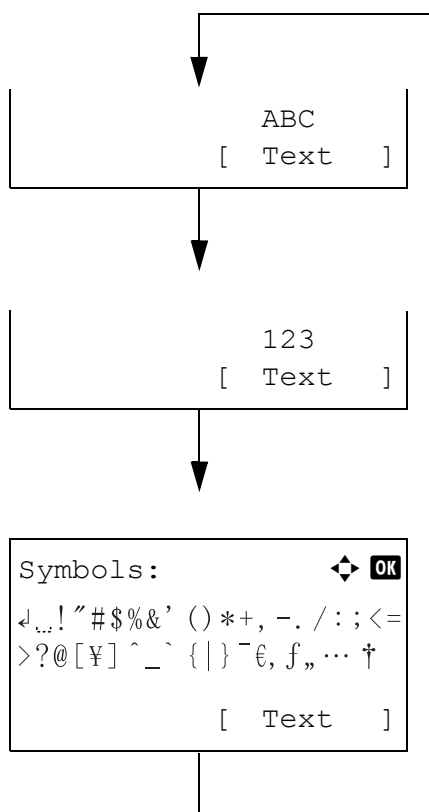 ABC
[ Text ]
123
[ Text ]
Symbols: OK
↲␣!"#$%&'()*+,-./:;<=
>?@[¥]^_`{|}¯€‚ƒ„…†
[ Text ]